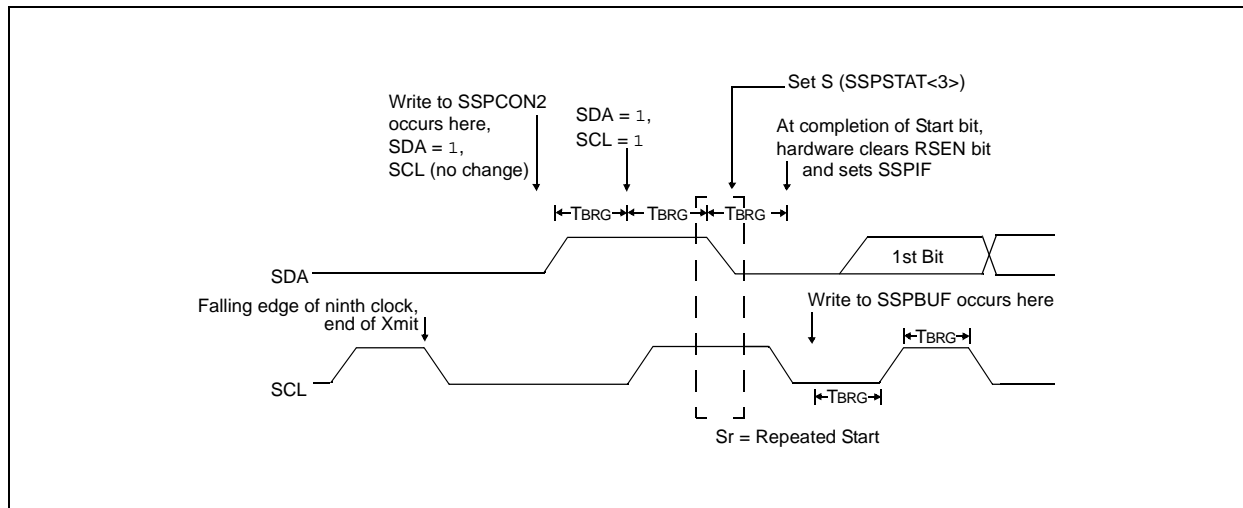 Set S (SSPSTAT<3>)
Write to SSPCON2
occurs here,
SDA = 1,
SCL (no change)
SDA = 1,
SCL = 1
At completion of Start bit,
hardware clears RSEN bit
and sets SSPIF
TBRG
TBRG
TBRG
SDA
1st Bit
Falling edge of ninth clock,
end of Xmit
Write to SSPBUF occurs here
TBRG
SCL
TBRG
Sr = Repeated Start